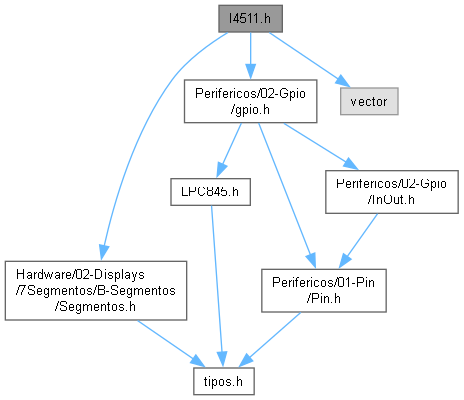 I4511.h
Perifericos/02-Gpio
/gpio.h
vector
LPC845.h
Perifericos/02-Gpio
/InOut.h
Hardware/02-Displays
/7Segmentos/B-Segmentos
/Segmentos.h
Perifericos/01-Pin
/Pin.h
tipos.h